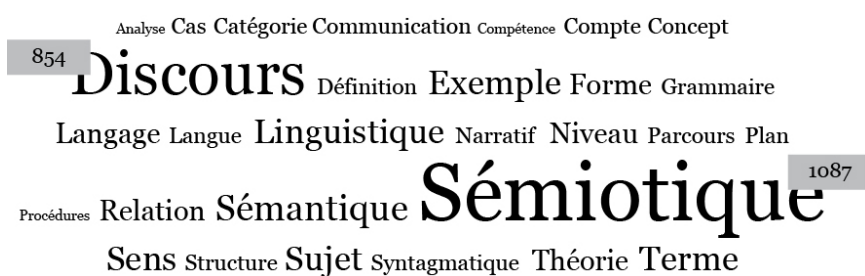 Analyse Cas Catégorie Communication Compétence Compte Concept
854
Discours Définition Exemple Forme Grammaire
Langage Langue Linguistique Narratif Niveau Parcours Plan
1087
Procédures Relation Sémantique Sémiotique
Sens Structure Sujet Syntagmatique Théorie Terme